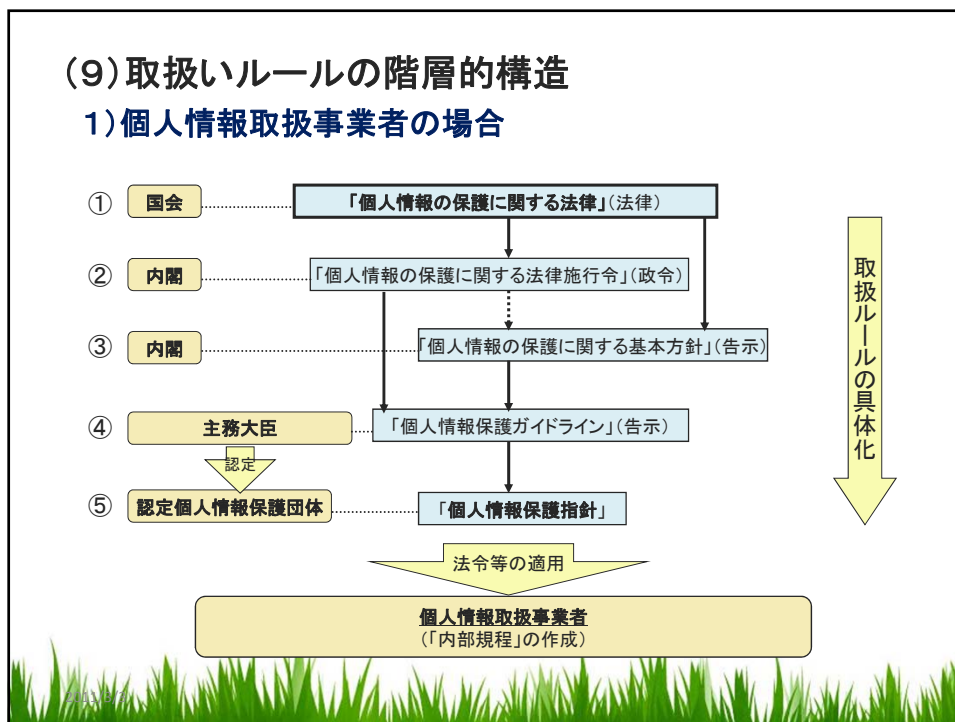 (9)取扱いルールの階層的構造
1)個人情報取扱事業者の場合
① 国会 「個人情報の保護に関する法律」(法律)
② 内閣 「個人情報の保護に関する法律施行令」(政令)
③ 内閣 「個人情報の保護に関する基本方針」(告示)
④ 主務大臣 「個人情報保護ガイドライン」(告示)
認定
⑤ 認定個人情報保護団体 「個人情報保護指針」
取扱ルールの具体化
法令等の適用
個人情報取扱事業者
(「内部規程」の作成)